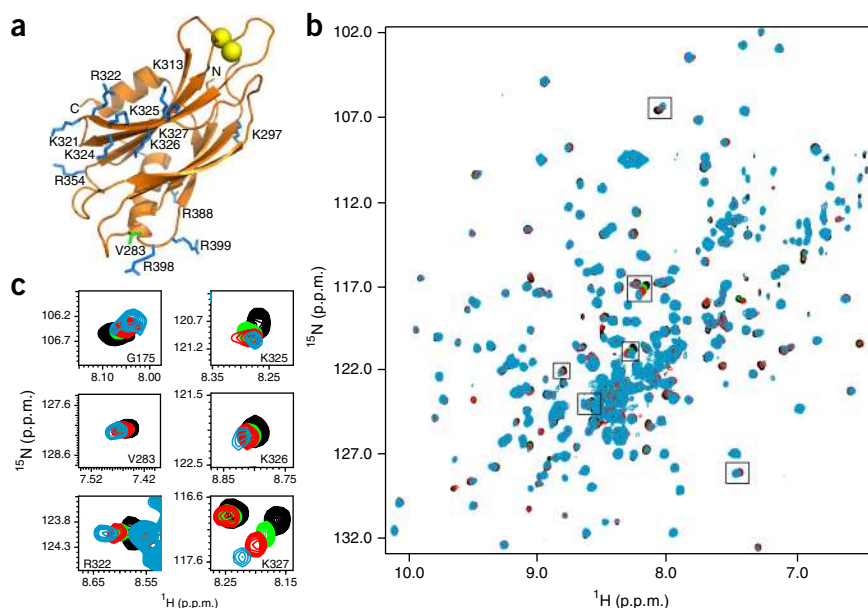 a
b
c
K313
N
R322
C
K325
K321
K327
K324
K326
K297
R354
R388
V283
R399
R398
102.0
107.0
112.0
117.0
122.0
127.0
132.0
¹⁵N (p.p.m.)
10.0 9.0 8.0 7.0
¹H (p.p.m.)
106.2
106.7
G175
8.10 8.00
120.7
121.2
K325
8.35 8.25
127.6
128.6
V283
7.52 7.42
121.5
122.5
K326
8.85 8.75
123.8
124.3
R322
8.65 8.55
116.6
117.6
K327
8.25 8.15
¹⁵N (p.p.m.)
¹H (p.p.m.)